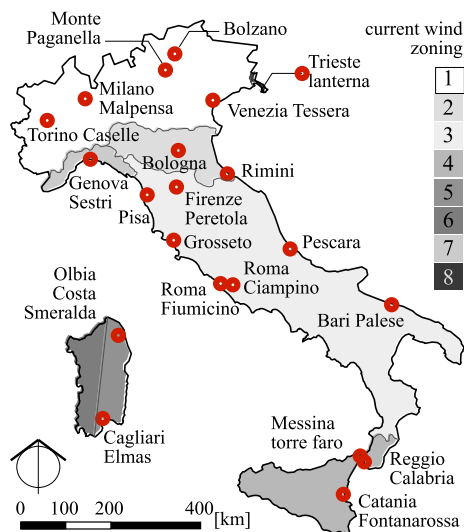 Monte
Paganella
Bolzano
current wind
zoning
Trieste
lanterna
Milano
Malpensa
Venezia Tessera
Torino Caselle
Bologna
Rimini
Genova
Sestri
Firenze
Peretola
Pisa
Grosseto
Pescara
Olbia
Costa
Smeralda
Roma
Fiumicino
Roma
Ciampino
Bari Palese
1
2
3
4
5
6
7
8
Messina
torre faro
Cagliari
Elmas
Reggio
Calabria
Catania
Fontanarossa
0 100 200 400 [km]